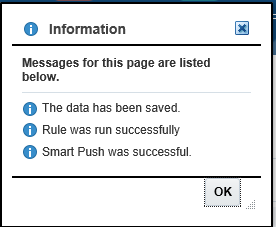 Information
Messages for this page are listed
below.
The data has been saved.
Rule was run successfully
Smart Push was successful.
OK